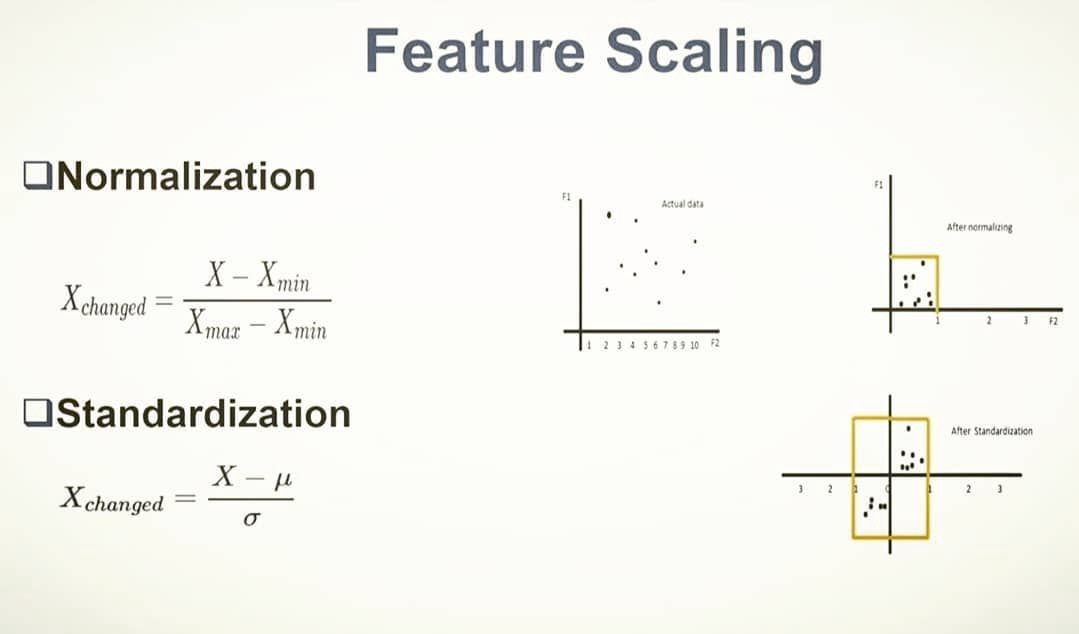 Feature Scaling
❑Normalization
X_changed = (X − X_min) / (X_max − X_min)
F1
Actual data
1 2 3 4 5 6 7 8 9 10 F2
F1
After normalizing
1 2 3 F2
❑Standardization
X_changed = (X − μ) / σ
After Standardization
3 2 1 0 1 2 3